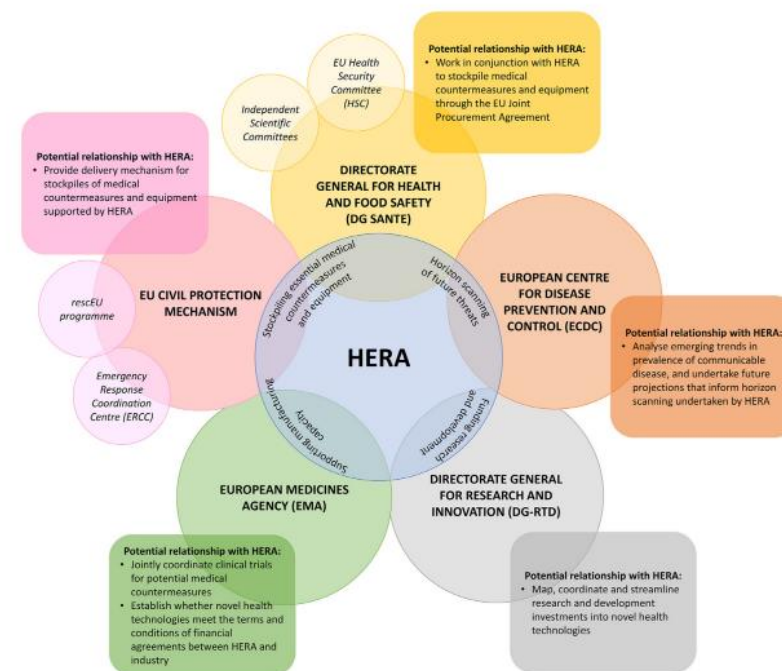 EU Health
Security
Committee
(HSC)
Independent
Scientific
Committees
Potential relationship with HERA:
• Work in conjunction with HERA
to stockpile medical
countermeasures and equipment
through the EU Joint
Procurement Agreement
Potential relationship with HERA:
• Provide delivery mechanism for
stockpiles of medical
countermeasures and equipment
supported by HERA
DIRECTORATE
GENERAL FOR HEALTH
AND FOOD SAFETY
(DG SANTE)
EU CIVIL PROTECTION
MECHANISM
rescEU
programme
Emergency
Response
Coordination
Centre (ERCC)
Stockpiling essential medical
countermeasures
and equipment
Horizon scanning
of future threats
EUROPEAN CENTRE
FOR DISEASE
PREVENTION AND
CONTROL (ECDC)
Potential relationship with HERA:
• Analyse emerging trends in
prevalence of communicable
disease, and undertake future
projections that inform horizon
scanning undertaken by HERA
HERA
Supporting manufacturing
capacity
Funding research
and development
EUROPEAN MEDICINES
AGENCY (EMA)
DIRECTORATE GENERAL
FOR RESEARCH AND
INNOVATION (DG-RTD)
Potential relationship with HERA:
• Jointly coordinate clinical trials
for potential medical
countermeasures
• Establish whether novel health
technologies meet the terms and
conditions of financial
agreements between HERA and
industry
Potential relationship with HERA:
• Map, coordinate and streamline
research and development
investments into novel health
technologies